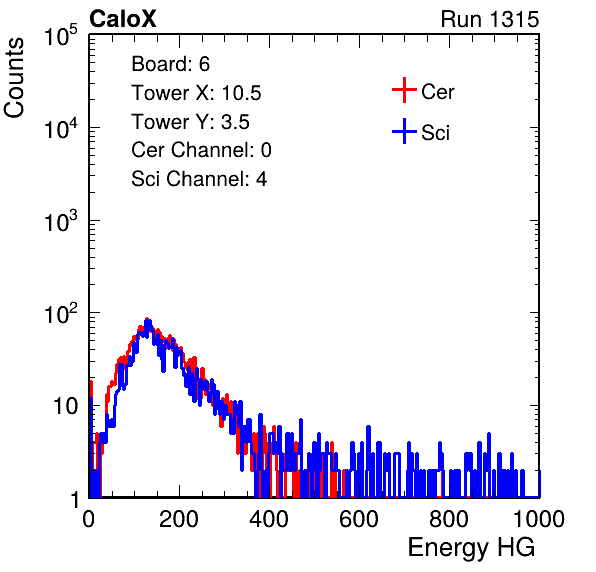 CaloX Run 1315
Counts
10^5
10^4
10^3
10^2
10
1
Board: 6
Tower X: 10.5
Tower Y: 3.5
Cer Channel: 0
Sci Channel: 4
Cer
Sci
0 200 400 600 800 1000
Energy HG